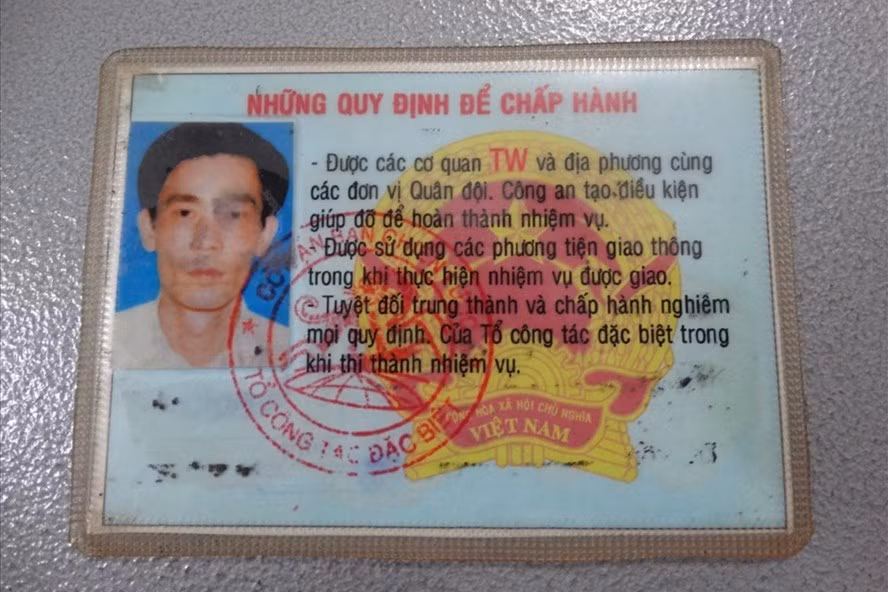 NHỮNG QUY ĐỊNH ĐỂ CHẤP HÀNH
- Được các cơ quan TW và địa phương cùng
các đơn vị Quân đội. Công an tạo điều kiện
giúp đỡ để hoàn thành nhiệm vụ.
- Được sử dụng các phương tiện giao thông
trong khi thực hiện nhiệm vụ được giao.
- Tuyệt đối trung thành và chấp hành nghiêm
mọi quy định. Của Tổ công tác đặc biệt trong
khi thi thành nhiệm vụ.
TỔ CÔNG TÁC ĐẶC BIỆT
CỘNG HÒA XÃ HỘI CHỦ NGHĨA
VIỆT NAM